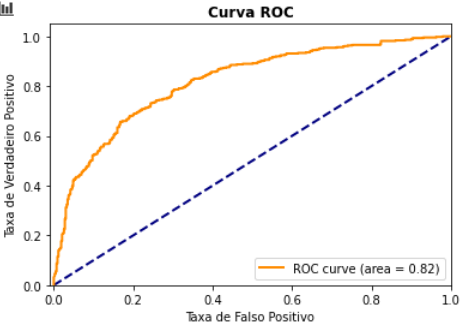 Curva ROC
Taxa de Verdadeiro Positivo
1.0
0.8
0.6
0.4
0.2
0.0
ROC curve (area = 0.82)
0.0 0.2 0.4 0.6 0.8 1.0
Taxa de Falso Positivo